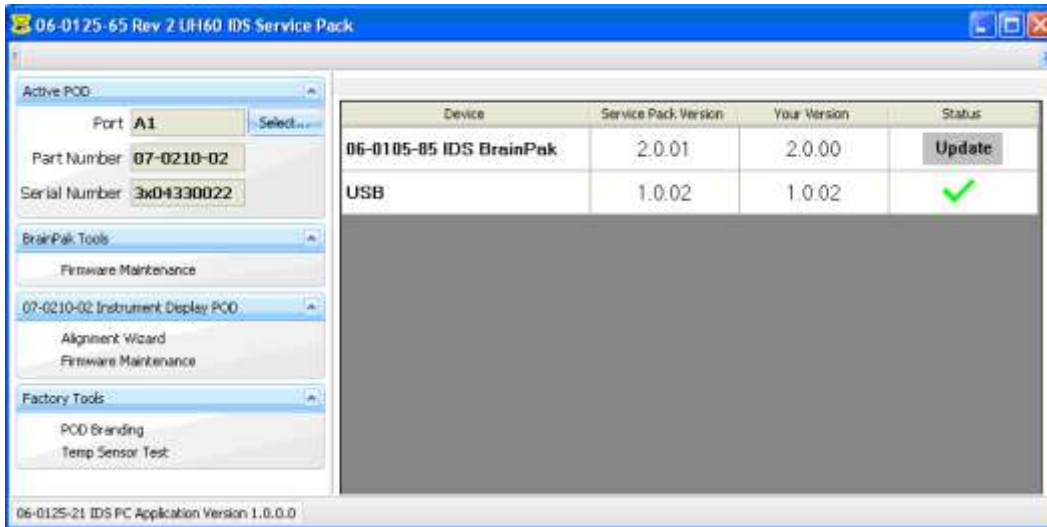 06-0125-65 Rev 2 UH60 IDS Service Pack
Active POD
Port A1 Select...
Part Number 07-0210-02
Serial Number 3x04330022
BrainPak Tools
Firmware Maintenance
07-0210-02 Instrument Display POD
Alignment Wizard
Firmware Maintenance
Factory Tools
POD Branding
Temp Sensor Test
Device Service Pack Version Your Version Status
06-0105-85 IDS BrainPak 2.0.01 2.0.00 Update
USB 1.0.02 1.0.02
06-0125-21 IDS PC Application Version 1.0.0.0